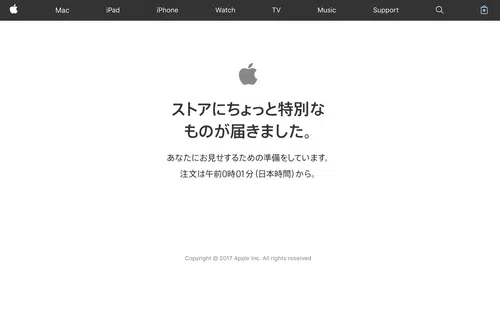 Mac iPad iPhone Watch TV Music Support
ストアにちょっと特別な
ものが届きました。
あなたにお見せするための準備をしています。
注文は午前0時01分(日本時間)から。
Copyright © 2017 Apple Inc. All rights reserved